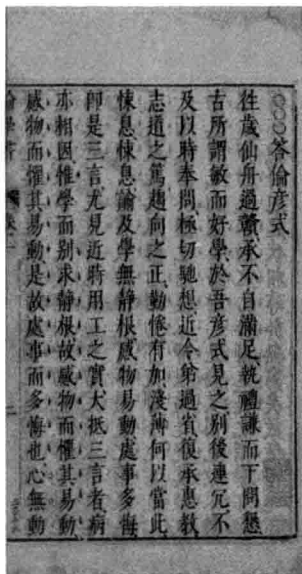 答倫彥式
往歲仙舟過贛承不自滿足執禮謙而下問懇
古所謂敏而好學於吾彥式見之別後連冗不
及以時奉問極切馳想近令弟過省復承惠教
志道之篤趨向之正勤惓有加淺薄何以當此
悚息悚息諭及學無靜根感物易動處事多悔
即是三言尤見近時用工之實大抵三言者病
亦相因惟學而別求靜根故感物而懼其易動
感物而懼其易動是故處事而多悔也心無動